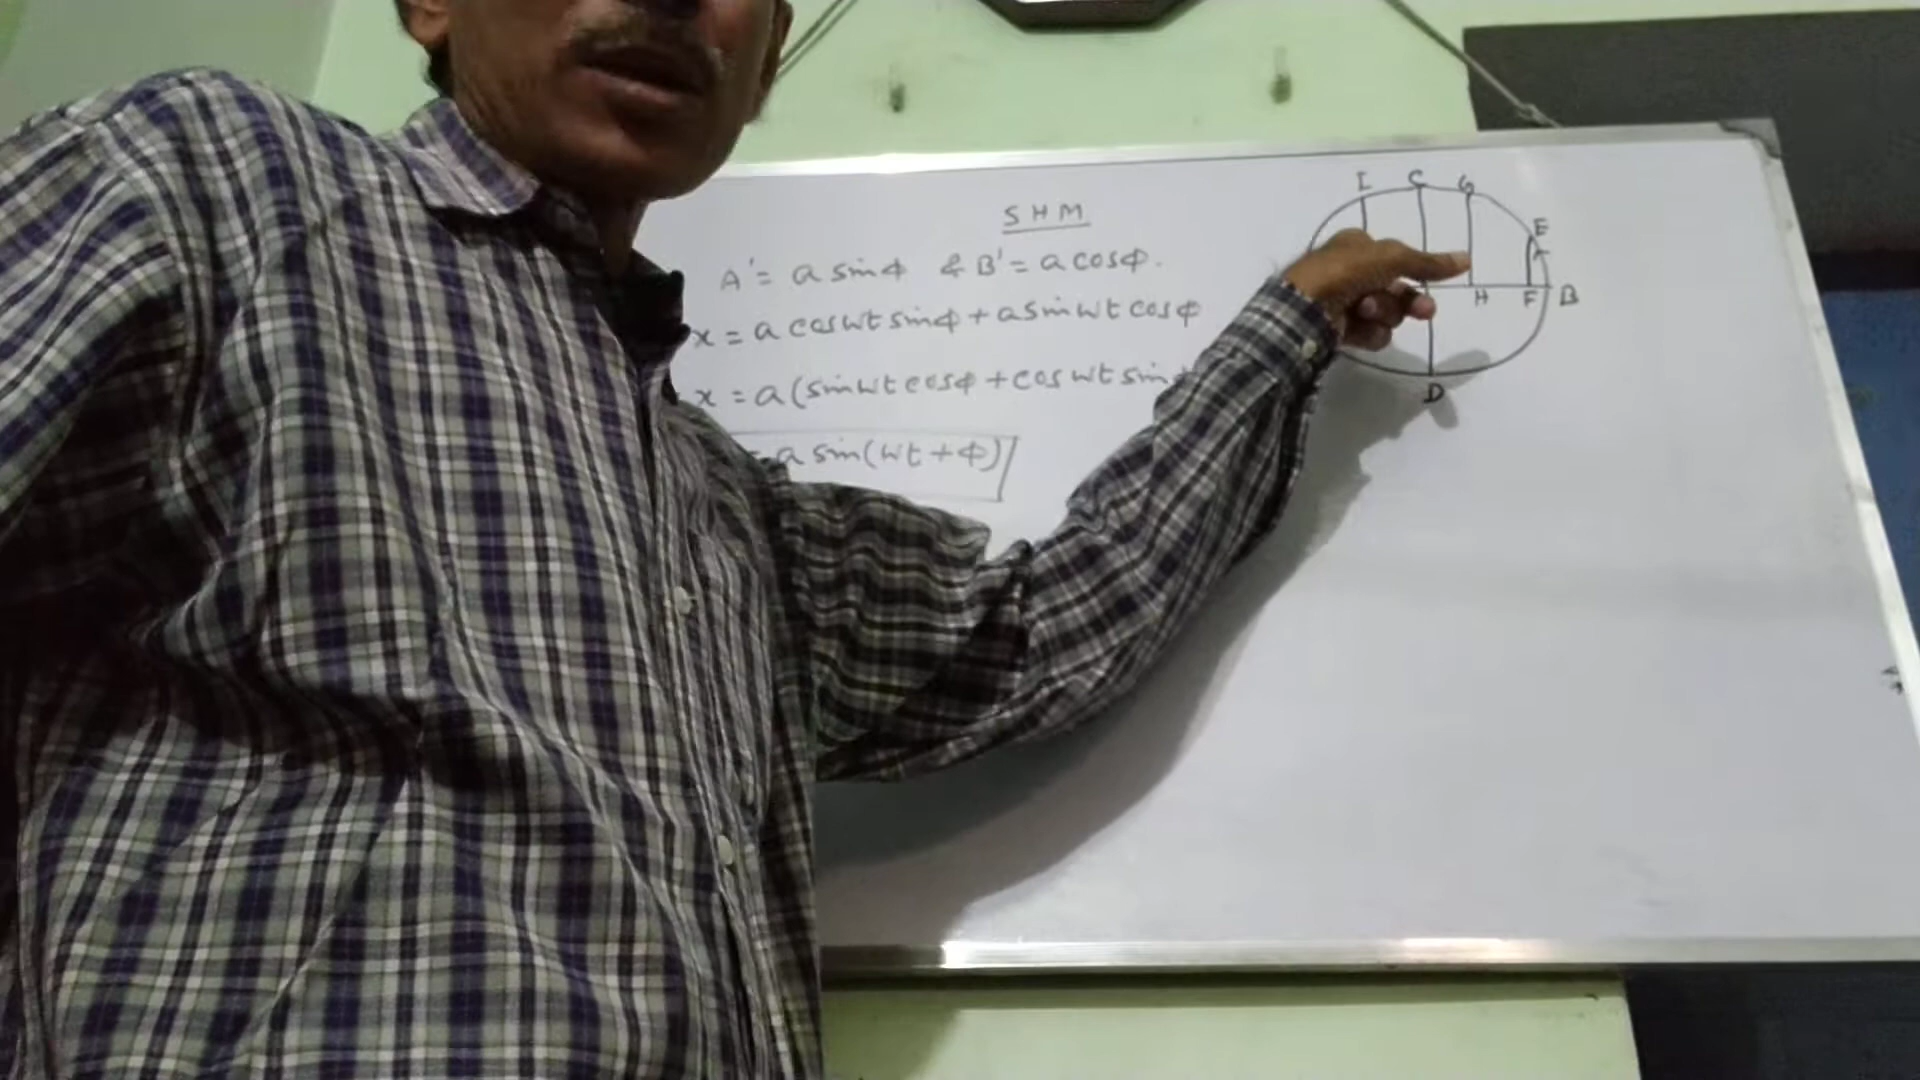 SHM
A' = a sinφ & B' = a cosφ.
x = a cosωt sinφ + a sinωt cosφ
x = a (sinωt cosφ + cosωt sin
= a sin(ωt + φ)
I C G
E
H F B
D